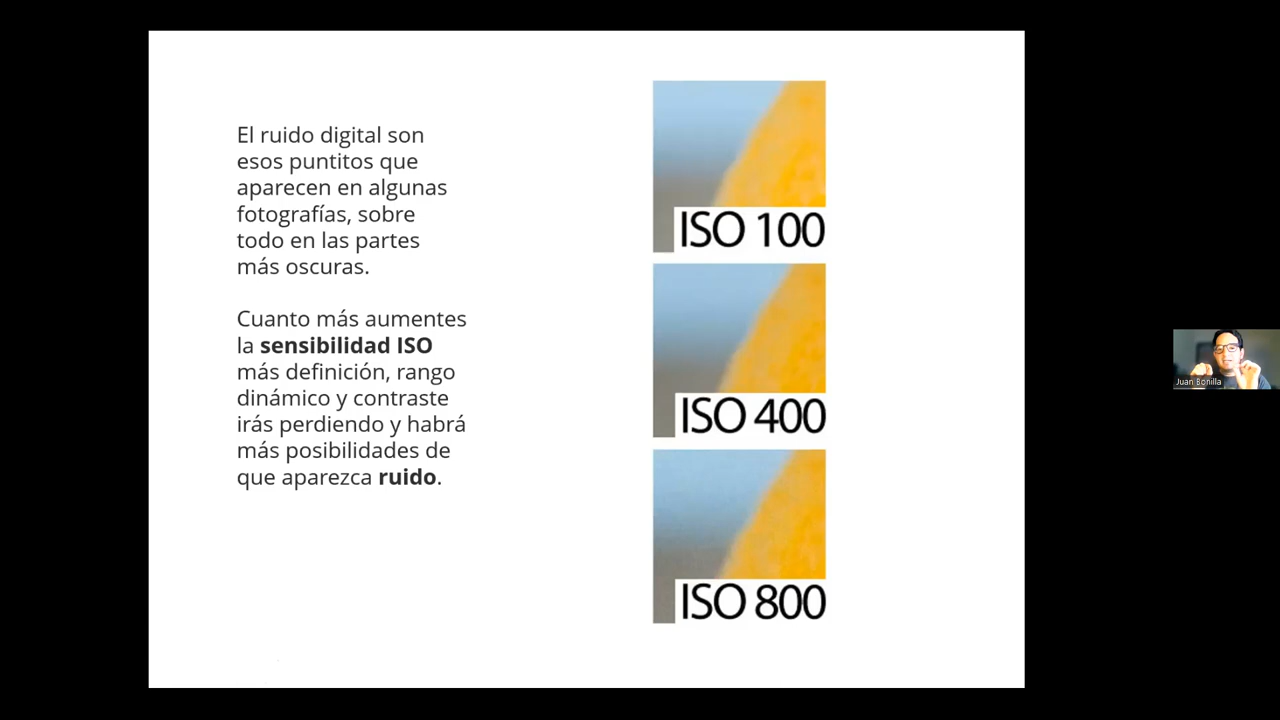 El ruido digital son
esos puntitos que
aparecen en algunas
fotografías, sobre
todo en las partes
más oscuras.
Cuanto más aumentes
la sensibilidad ISO
más definición, rango
dinámico y contraste
irás perdiendo y habrá
más posibilidades de
que aparezca ruido.
ISO 100
ISO 400
ISO 800
Juan Bonilla